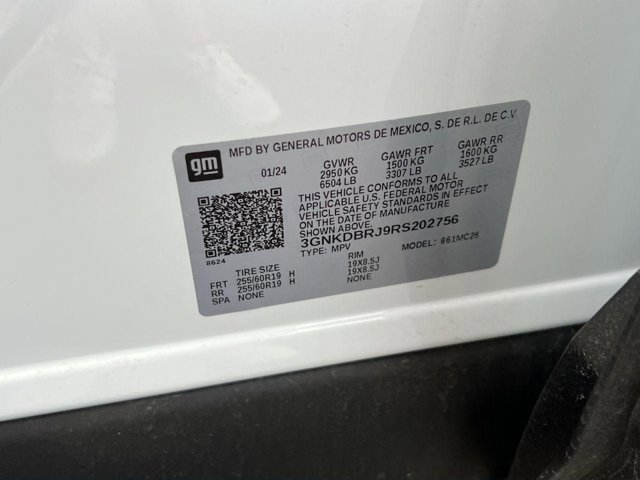 gm
MFD BY GENERAL MOTORS DE MEXICO, S. DE R.L. DE C.V.
01/24 GVWR GAWR FRT GAWR RR
2950 KG 1500 KG 1600 KG
6504 LB 3307 LB 3527 LB
THIS VEHICLE CONFORMS TO ALL
APPLICABLE U.S. FEDERAL MOTOR
VEHICLE SAFETY STANDARDS IN EFFECT
ON THE DATE OF MANUFACTURE
SHOWN ABOVE.
3GNKDBRJ9RS202756
TYPE: MPV MODEL: 961MC26
8624
TIRE SIZE RIM
FRT 255/60R19 H 19X8.5J
RR 255/60R19 H 19X8.5J
SPA NONE NONE